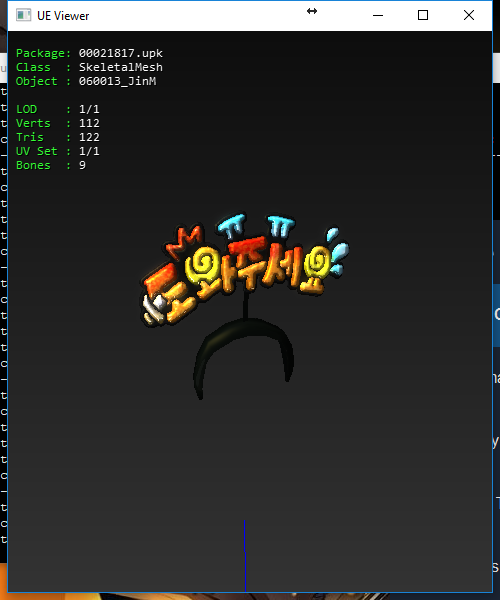 UE Viewer
Package: 00021817.upk
Class : SkeletalMesh
Object : 060013_JinM
LOD : 1/1
Verts : 112
Tris : 122
UV Set : 1/1
Bones : 9
ㅠ ㅠ
도와주세요